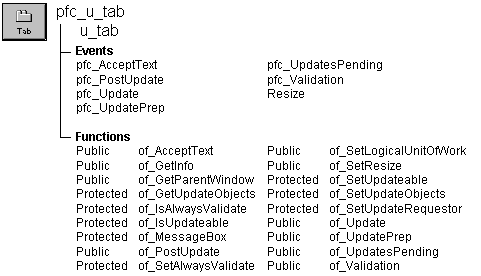 pfc_u_tab
Tab
u_tab
Events
pfc_AcceptText pfc_UpdatesPending
pfc_PostUpdate pfc_Validation
pfc_Update Resize
pfc_UpdatePrep
Functions
Public of_AcceptText Public of_SetLogicalUnitOfWork
Public of_GetInfo Public of_SetResize
Public of_GetParentWindow Protected of_SetUpdateable
Protected of_GetUpdateObjects Protected of_SetUpdateObjects
Protected of_IsAlwaysValidate Protected of_SetUpdateRequestor
Protected of_IsUpdateable Public of_Update
Protected of_MessageBox Public of_UpdatePrep
Public of_PostUpdate Public of_UpdatesPending
Protected of_SetAlwaysValidate Public of_Validation